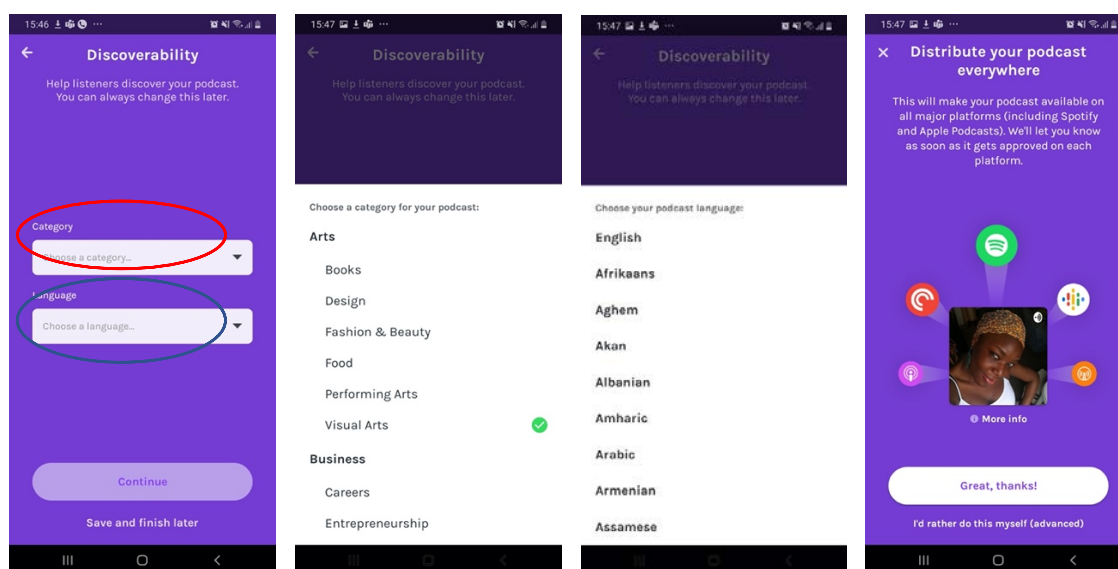 15:46
Discoverability
Help listeners discover your podcast.
You can always change this later.
Category
Choose a category...
Language
Choose a language...
Continue
Save and finish later
15:47
Discoverability
Help listeners discover your podcast.
You can always change this later.
Choose a category for your podcast:
Arts
Books
Design
Fashion & Beauty
Food
Performing Arts
Visual Arts
Business
Careers
Entrepreneurship
15:47
Discoverability
Help listeners discover your podcast.
You can always change this later.
Choose your podcast language:
English
Afrikaans
Aghem
Akan
Albanian
Amharic
Arabic
Armenian
Assamese
15:47
Distribute your podcast
everywhere
This will make your podcast available on
all major platforms (including Spotify
and Apple Podcasts). We'll let you know
as soon as it gets approved on each
platform.
More info
Great, thanks!
I'd rather do this myself (advanced)